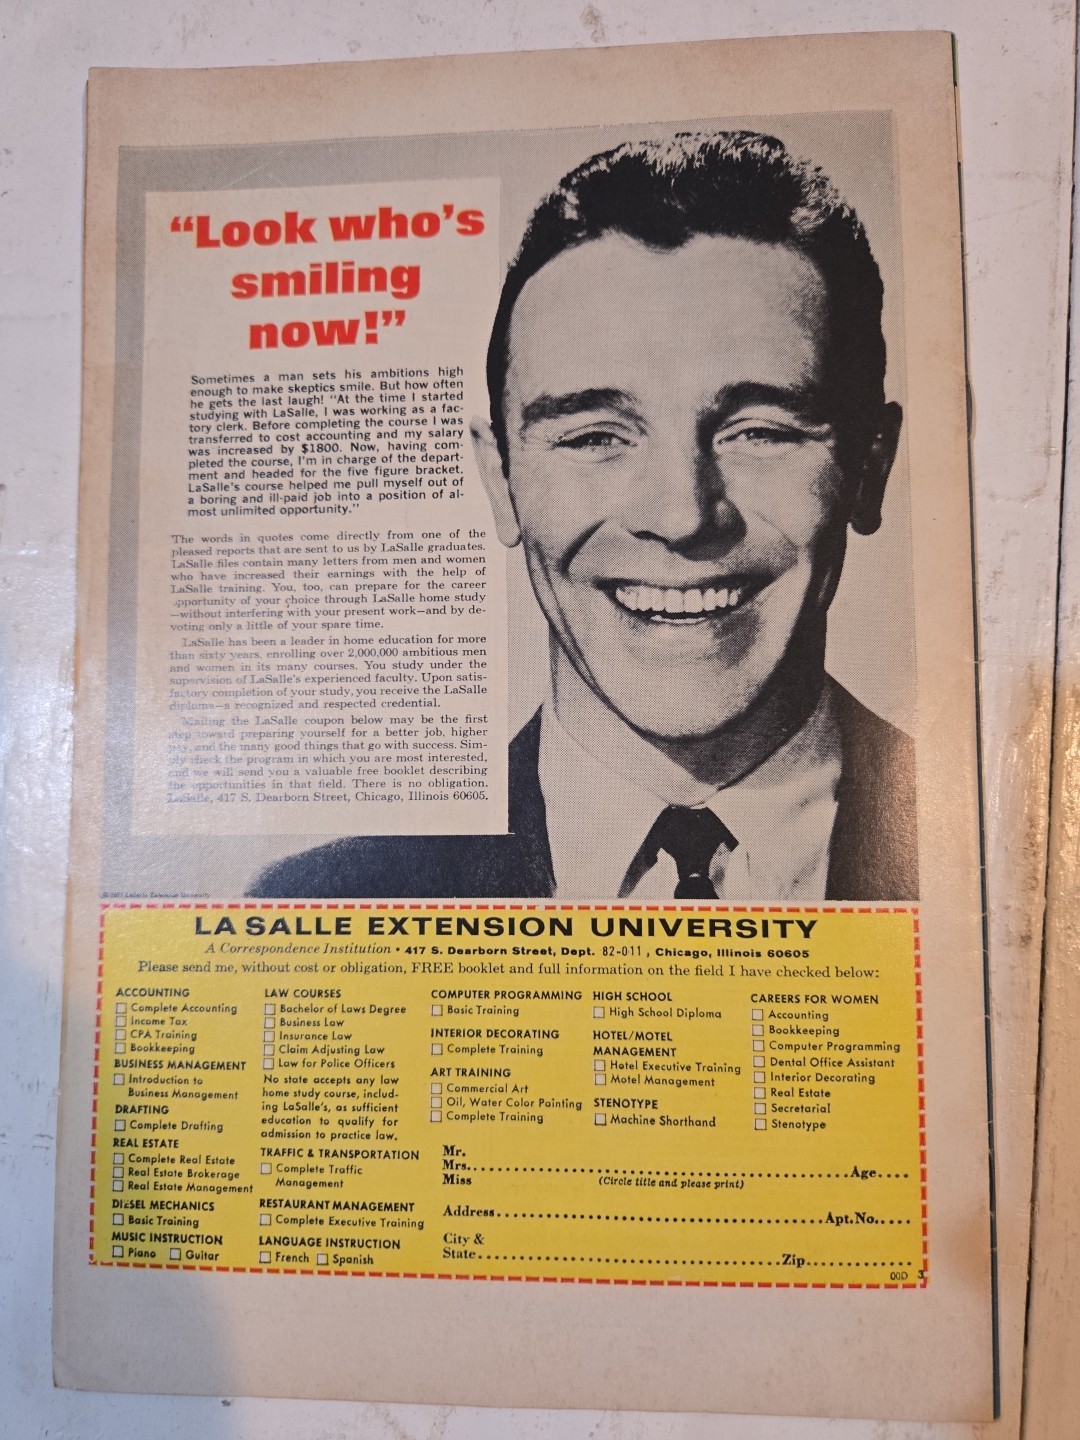 “Look who’s
smiling
now!”
Sometimes a man sets his ambitions high
enough to make skeptics smile. But how often
he gets the last laugh! “At the time I started
studying with LaSalle, I was working as a fac-
tory clerk. Before completing the course I was
transferred to cost accounting and my salary
was increased by $1800. Now, having com-
pleted the course, I’m in charge of the depart-
ment and headed for the five figure bracket.
LaSalle’s course helped me pull myself out of
a boring and ill-paid job into a position of al-
most unlimited opportunity.”
The words in quotes come directly from one of the
pleased reports that are sent to us by LaSalle graduates.
LaSalle files contain many letters from men and women
who have increased their earnings with the help of
LaSalle training. You, too, can prepare for the career
opportunity of your choice through LaSalle home study
—without interfering with your present work—and by de-
voting only a little of your spare time.
LaSalle has been a leader in home education for more
than sixty years, enrolling over 2,000,000 ambitious men
and women in its many courses. You study under the
supervision of LaSalle’s experienced faculty. Upon satis-
factory completion of your study, you receive the LaSalle
diploma—a recognized and respected credential.
Mailing the LaSalle coupon below may be the first
step toward preparing yourself for a better job, higher
pay, and the many good things that go with success. Sim-
ply check the program in which you are most interested,
and we will send you a valuable free booklet describing
the opportunities in that field. There is no obligation.
LaSalle, 417 S. Dearborn Street, Chicago, Illinois 60605.
LaSalle Extension University
LA SALLE EXTENSION UNIVERSITY
A Correspondence Institution • 417 S. Dearborn Street, Dept. 82-011, Chicago, Illinois 60605
Please send me, without cost or obligation, FREE booklet and full information on the field I have checked below:
ACCOUNTING
Complete Accounting
Income Tax
CPA Training
Bookkeeping
BUSINESS MANAGEMENT
Introduction to
Business Management
DRAFTING
Complete Drafting
REAL ESTATE
Complete Real Estate
Real Estate Brokerage
Real Estate Management
DIESEL MECHANICS
Basic Training
MUSIC INSTRUCTION
Piano Guitar
LAW COURSES
Bachelor of Laws Degree
Business Law
Insurance Law
Claim Adjusting Law
Law for Police Officers
No state accepts any law
home study course, includ-
ing LaSalle’s, as sufficient
education to qualify for
admission to practice law.
TRAFFIC & TRANSPORTATION
Complete Traffic
Management
RESTAURANT MANAGEMENT
Complete Executive Training
LANGUAGE INSTRUCTION
French Spanish
COMPUTER PROGRAMMING
Basic Training
INTERIOR DECORATING
Complete Training
ART TRAINING
Commercial Art
Oil, Water Color Painting
Complete Training
HIGH SCHOOL
High School Diploma
HOTEL/MOTEL
MANAGEMENT
Hotel Executive Training
Motel Management
STENOTYPE
Machine Shorthand
CAREERS FOR WOMEN
Accounting
Bookkeeping
Computer Programming
Dental Office Assistant
Interior Decorating
Real Estate
Secretarial
Stenotype
Mr.
Mrs. Age
Miss (Circle title and please print)
Address Apt.No.
City &
State Zip
00D 3